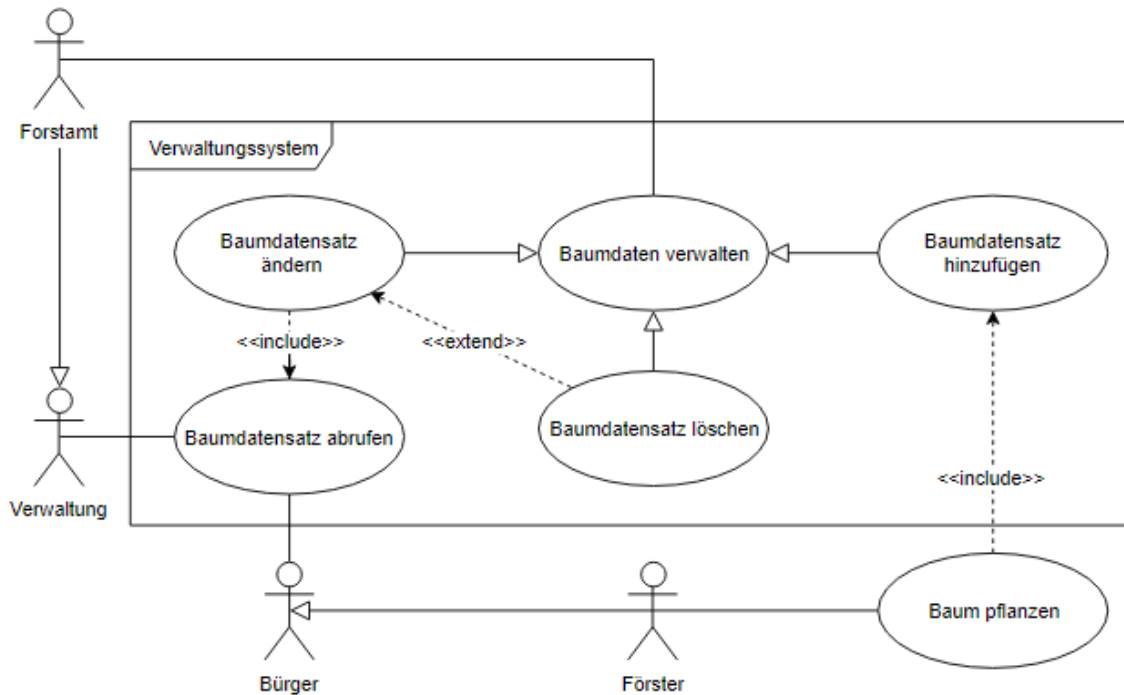 Forstamt
Verwaltungssystem
Baumdatensatz
ändern
Baumdaten verwalten
Baumdatensatz
hinzufügen
<<include>>
<<extend>>
Baumdatensatz abrufen
Baumdatensatz löschen
<<include>>
Verwaltung
Baum pflanzen
Bürger
Förster